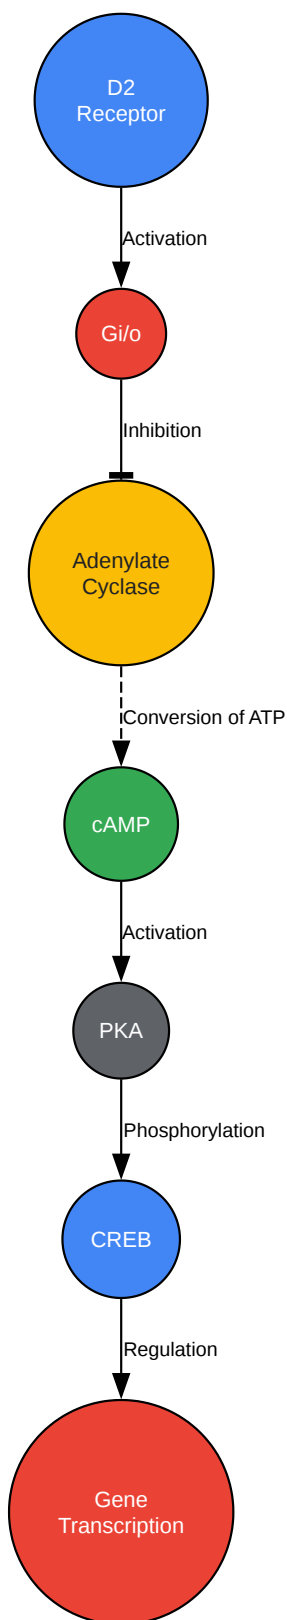 D2
Receptor
Activation
Gi/o
Inhibition
Adenylate
Cyclase
Conversion of ATP
cAMP
Activation
PKA
Phosphorylation
CREB
Regulation
Gene
Transcription